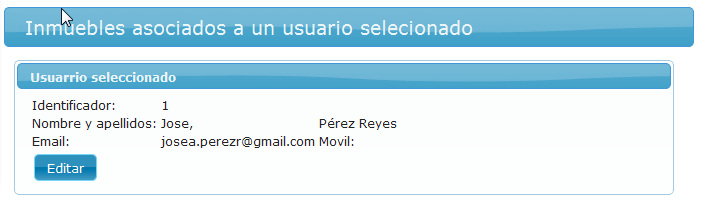 Inmuebles asociados a un usuario selecionado
Usuarrio seleccionado
Identificador: 1
Nombre y apellidos: Jose, Pérez Reyes
Email: josea.perezr@gmail.com Movil:
Editar